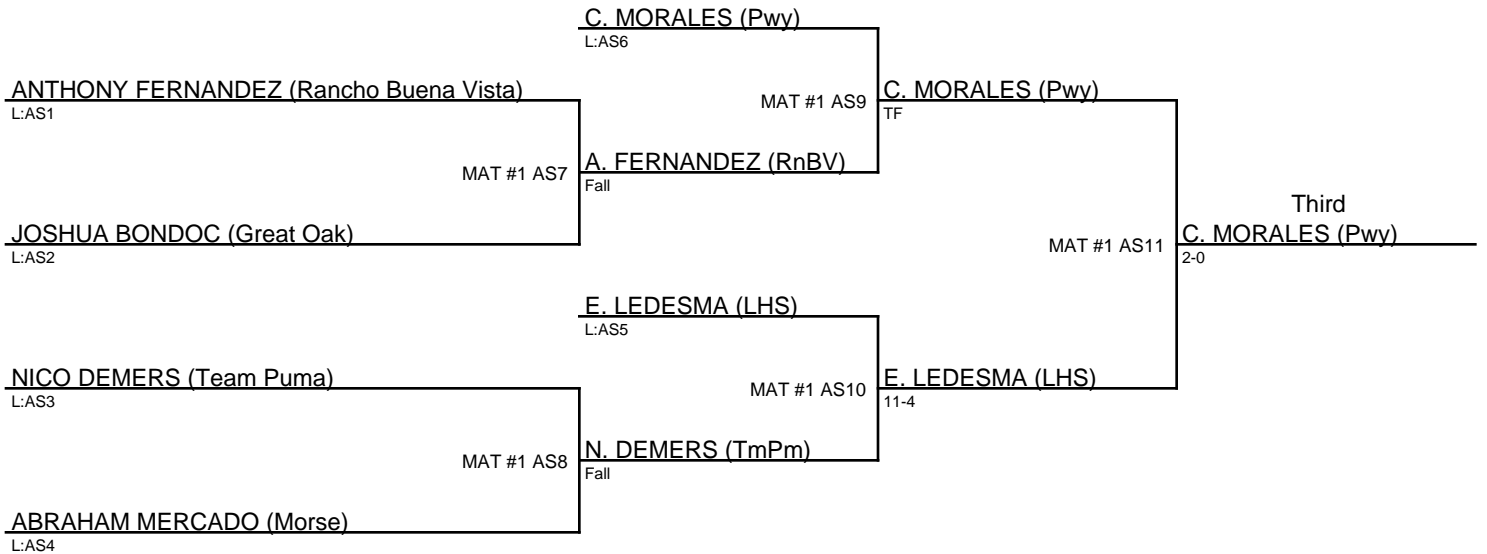 C. MORALES (Pwy)
L:AS6
ANTHONY FERNANDEZ (Rancho Buena Vista)
L:AS1
MAT #1 AS9
C. MORALES (Pwy)
TF
MAT #1 AS7
A. FERNANDEZ (RnBV)
Fall
JOSHUA BONDOC (Great Oak)
L:AS2
Third
MAT #1 AS11
C. MORALES (Pwy)
2-0
E. LEDESMA (LHS)
L:AS5
NICO DEMERS (Team Puma)
L:AS3
MAT #1 AS10
E. LEDESMA (LHS)
11-4
MAT #1 AS8
N. DEMERS (TmPm)
Fall
ABRAHAM MERCADO (Morse)
L:AS4